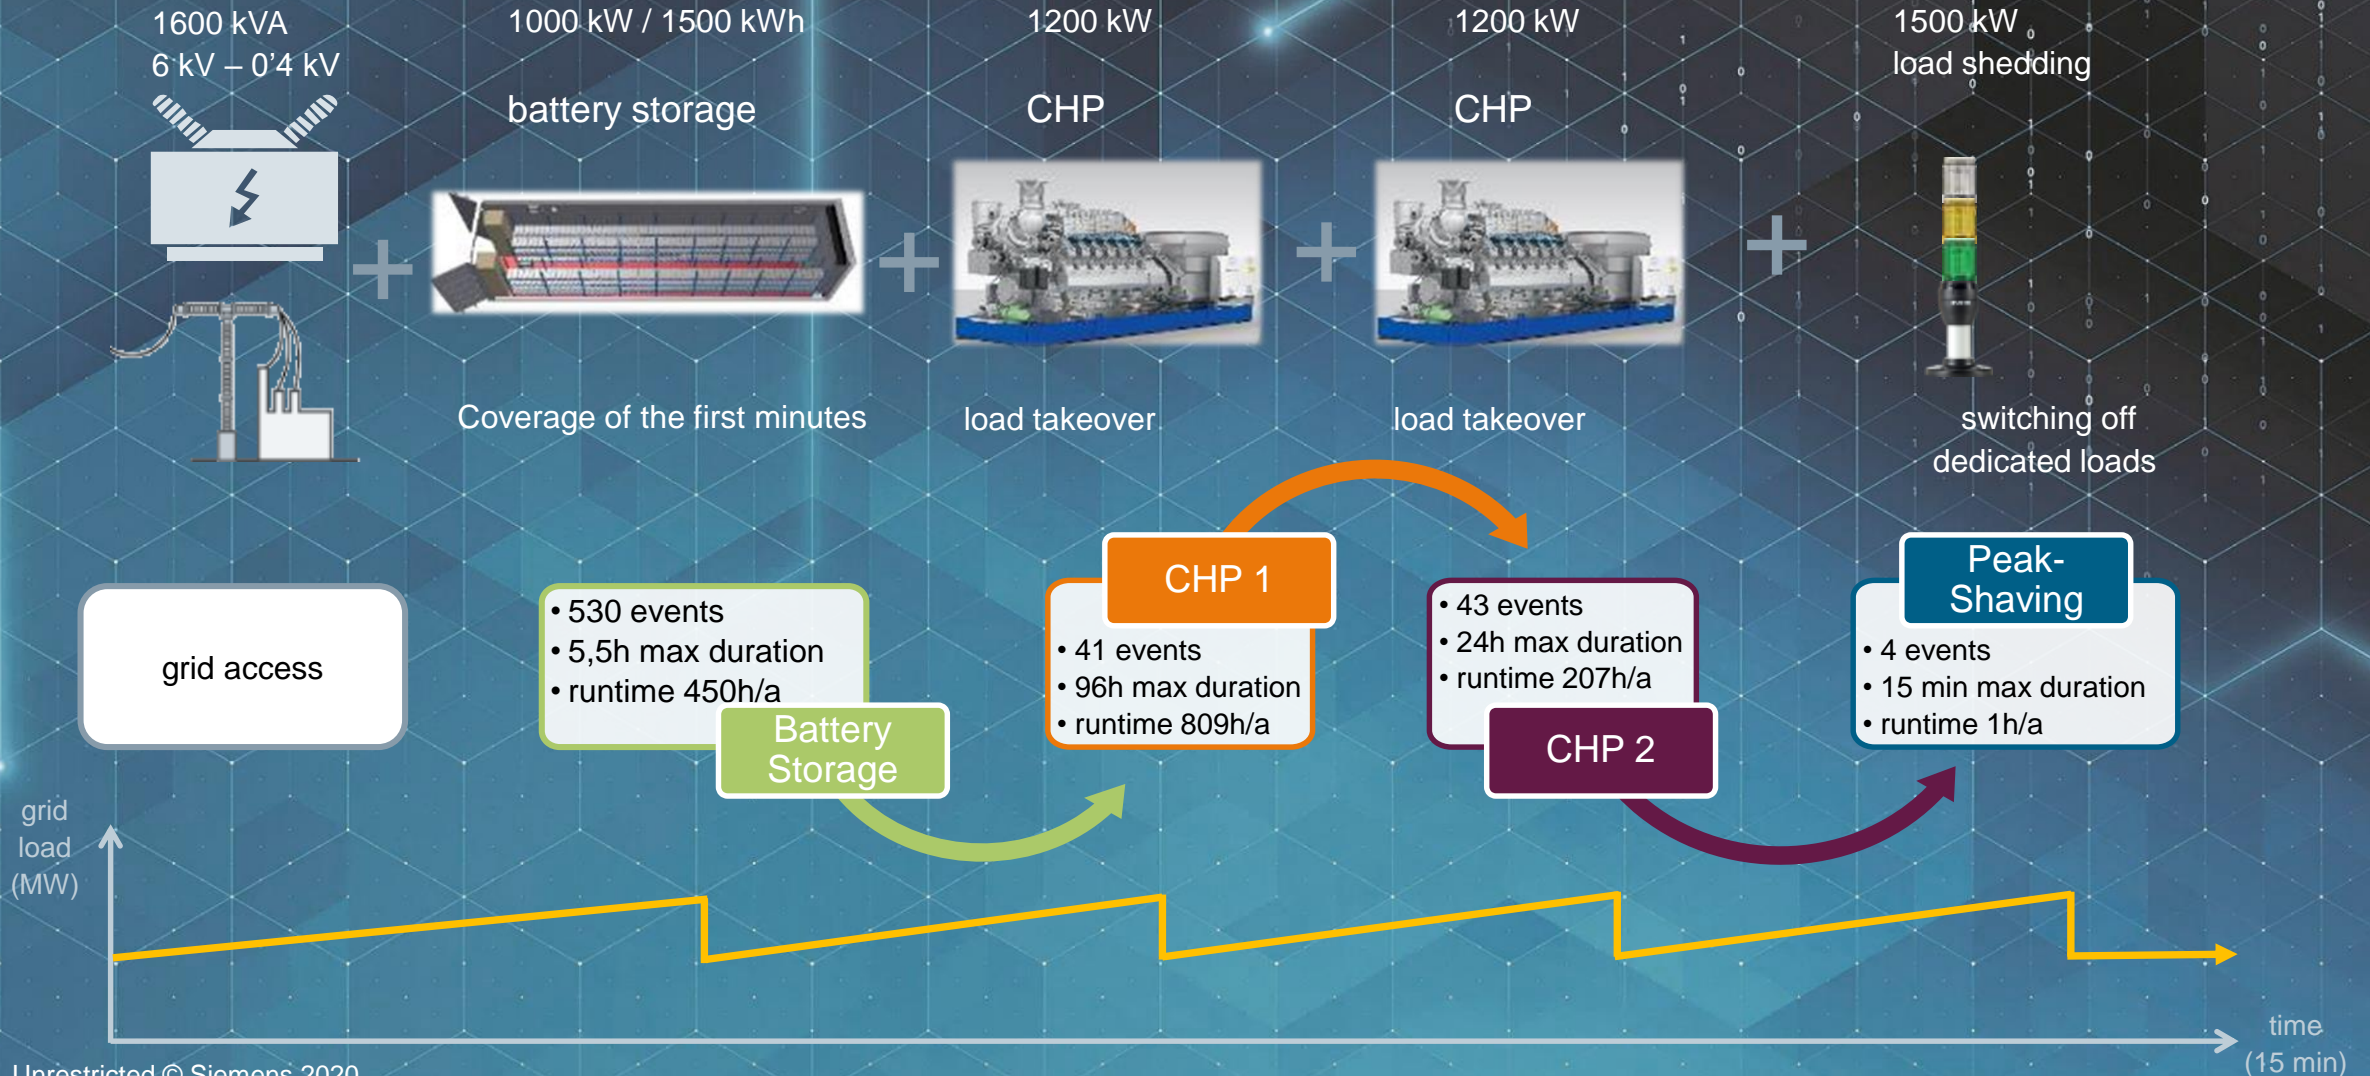 1600 kVA
6 kV – 0'4 kV
1000 kW / 1500 kWh
battery storage
1200 kW
CHP
1200 kW
CHP
1500 kW
load shedding
Coverage of the first minutes
load takeover
load takeover
switching off
dedicated loads
grid access
• 530 events
• 5,5h max duration
• runtime 450h/a
Battery
Storage
CHP 1
• 41 events
• 96h max duration
• runtime 809h/a
• 43 events
• 24h max duration
• runtime 207h/a
CHP 2
Peak-
Shaving
• 4 events
• 15 min max duration
• runtime 1h/a
grid
load
(MW)
time
(15 min)
Unrestricted © Siemens 2020